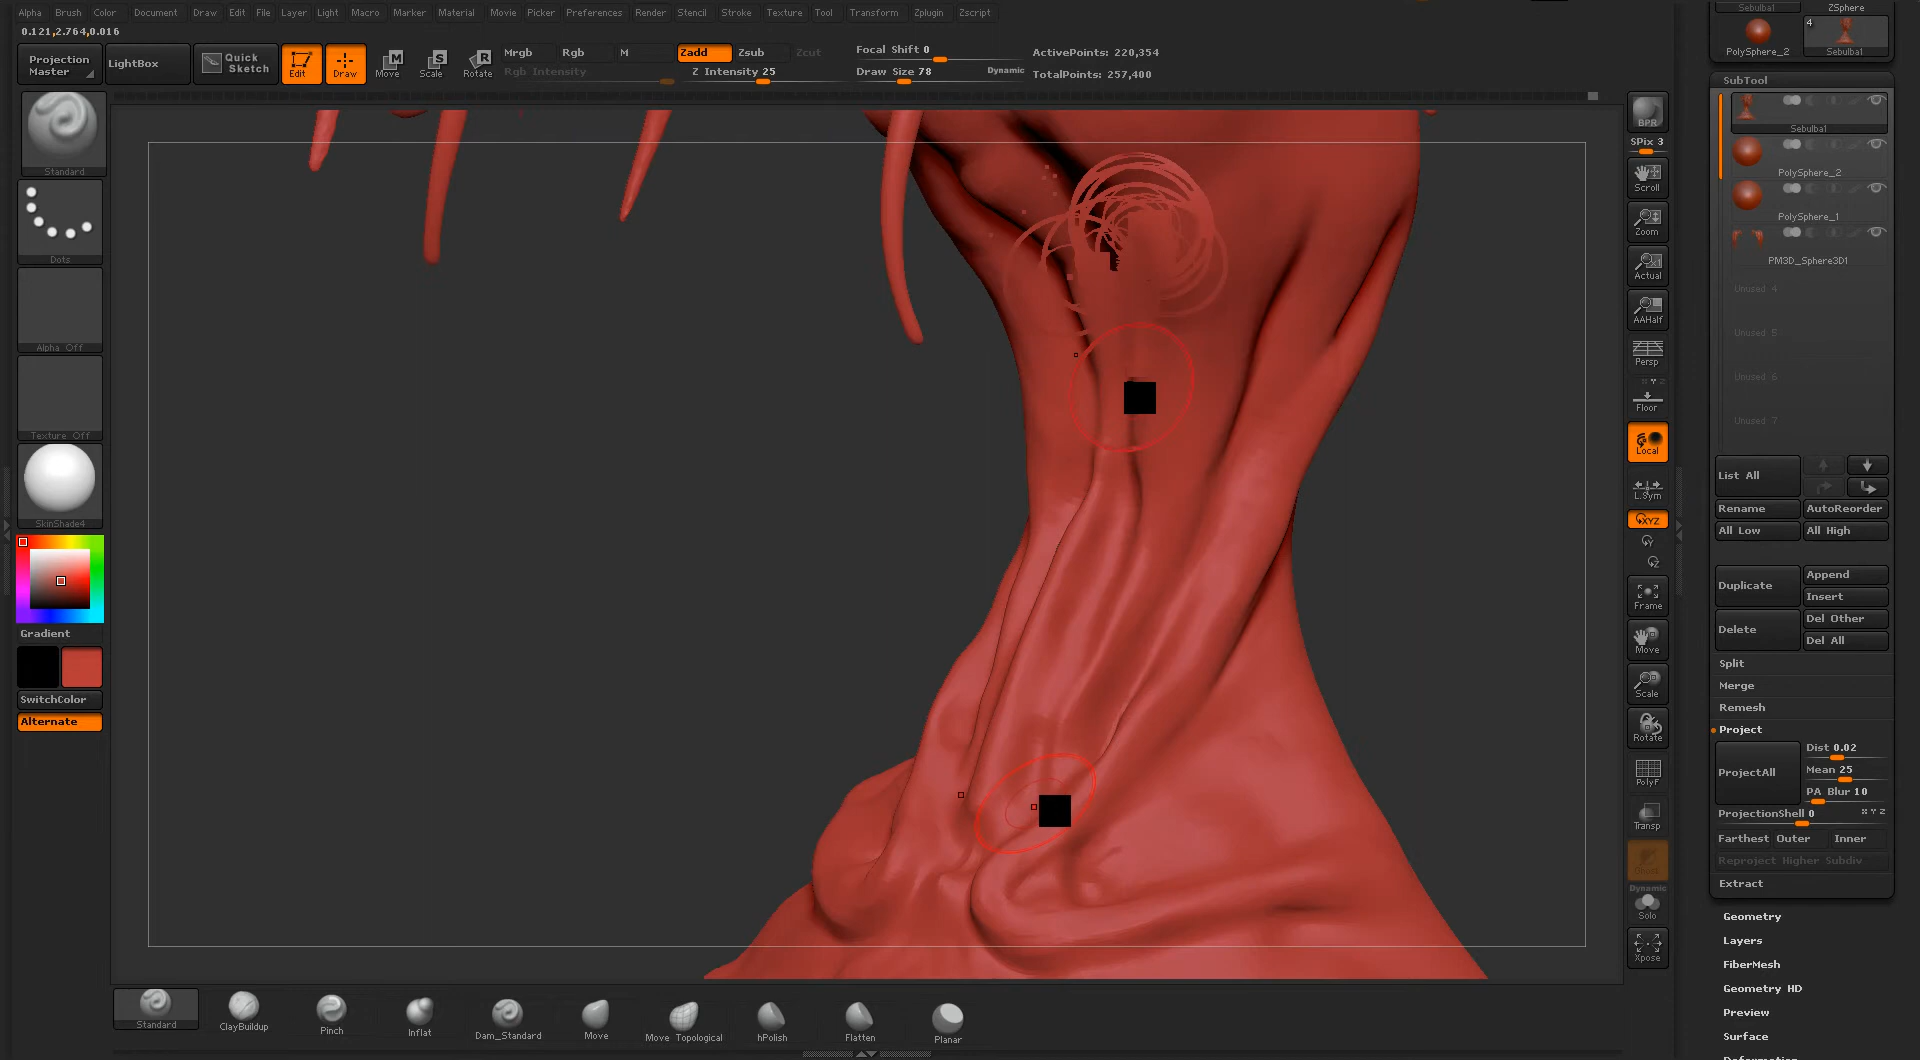 Alpha Brush Color Document Draw Edit File Layer Light Macro Marker Material Movie Picker Preferences Render Stencil Stroke Texture Tool Transform Zplugin Zscript
0.121,2.764,0.016
Projection Master
LightBox
Quick Sketch
Edit
Draw
Move
Scale
Rotate
Mrgb Rgb M Zadd Zsub Zcut
Rgb Intensity Z Intensity 25
Focal Shift 0
Draw Size 78 Dynamic
ActivePoints: 220,354
TotalPoints: 257,400
Standard
Dots
Alpha Off
Texture Off
SkinShade4
Gradient
SwitchColor
Alternate
BPR
SPix 3
Scroll
Zoom
Actual
AAHalf
Persp
Floor
Local
L.Sym
XYZ
Y
Z
Frame
Move
Scale
Rotate
PolyF
Transp
Dynamic
Solo
Xpose
Sebulba1 ZSphere
4
PolySphere_2 Sebulba1
SubTool
Sebulba1
PolySphere_2
PolySphere_1
PM3D_Sphere3D1
Unused 4
Unused 5
Unused 6
Unused 7
List All
Rename AutoReorder
All Low All High
Duplicate Append
Insert
Delete Del Other
Del All
Split
Merge
Remesh
Project
ProjectAll Dist 0.02
Mean 25
PA Blur 10
ProjectionShell 0 X Y Z
Farthest Outer Inner
Reproject Higher Subdiv
Extract
Geometry
Layers
FiberMesh
Geometry HD
Preview
Surface
Deformation
Standard ClayBuildup Pinch Inflat Dam_Standard Move Move Topological hPolish Flatten Planar